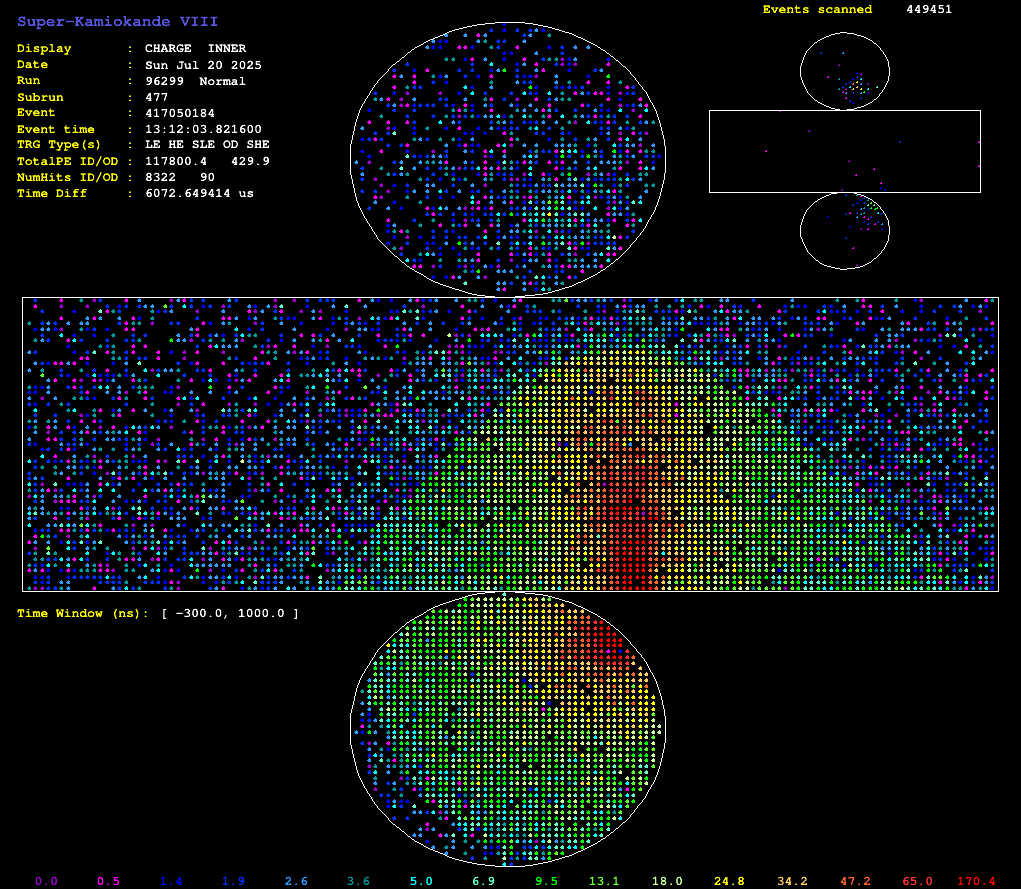 Super-Kamiokande VIII
Events scanned 449451
Display : CHARGE INNER
Date : Sun Jul 20 2025
Run : 96299 Normal
Subrun : 477
Event : 417050184
Event time : 13:12:03.821600
TRG Type(s) : LE HE SLE OD SHE
TotalPE ID/OD : 117800.4 429.9
NumHits ID/OD : 8322 90
Time Diff : 6072.649414 us
Time Window (ns): [ -300.0, 1000.0 ]
0.0 0.5 1.4 1.9 2.6 3.6 5.0 6.9 9.5 13.1 18.0 24.8 34.2 47.2 65.0 170.4